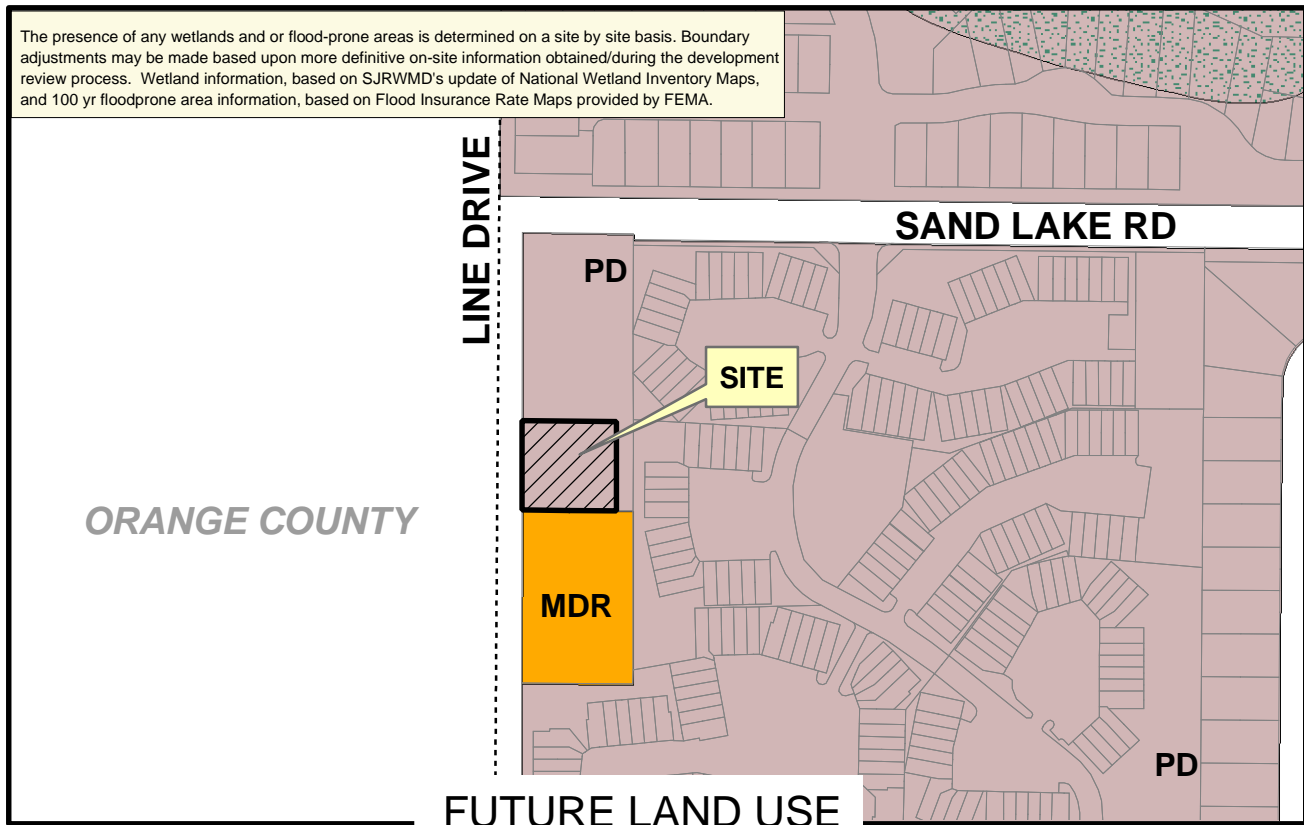 The presence of any wetlands and or flood-prone areas is determined on a site by site basis. Boundary
adjustments may be made based upon more definitive on-site information obtained/during the development
review process. Wetland information, based on SJRWMD's update of National Wetland Inventory Maps,
and 100 yr floodprone area information, based on Flood Insurance Rate Maps provided by FEMA.
LINE DRIVE
SAND LAKE RD
PD
SITE
ORANGE COUNTY
MDR
PD
FUTURE LAND USE